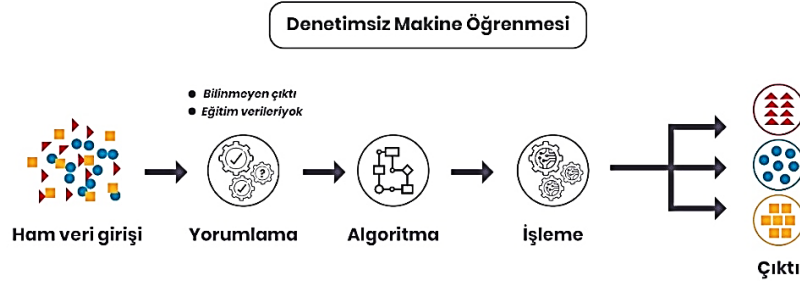 Denetimsiz Makine Öğrenmesi
● Bilinmeyen çıktı
● Eğitim verileriyok
Ham veri girişi
Yorumlama
Algoritma
İşleme
Çıktı